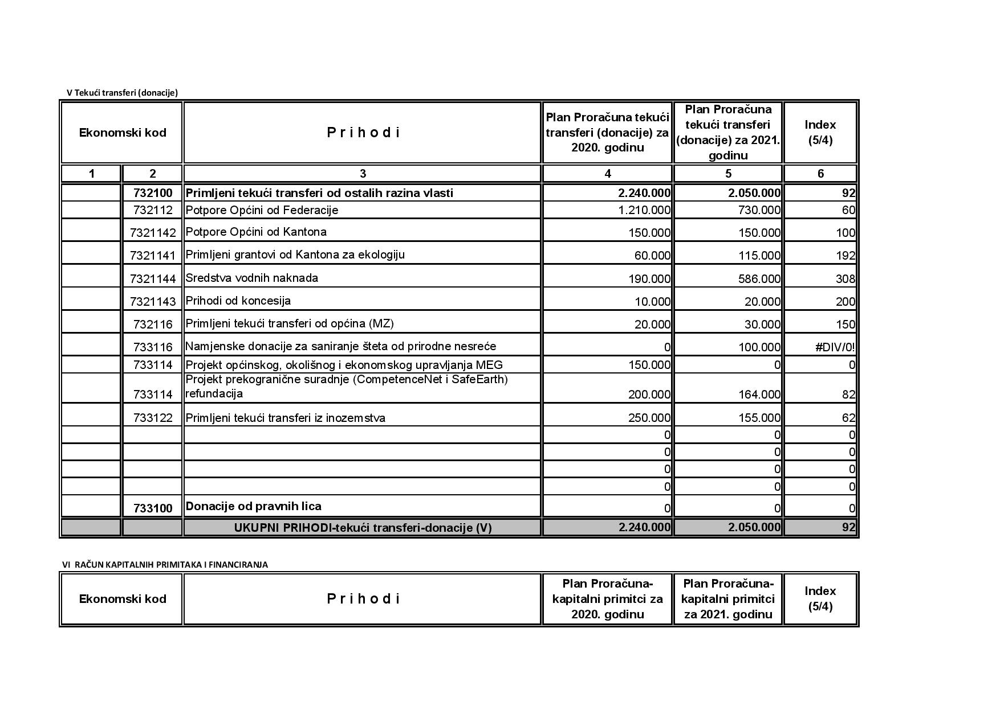 V Tekući transferi (donacije)
Ekonomski kod P r i h o d i Plan Proračuna tekući transferi (donacije) za 2020. godinu Plan Proračuna tekući transferi (donacije) za 2021. godinu Index (5/4)
1 2 3 4 5 6
732100 Primljeni tekući transferi od ostalih razina vlasti 2.240.000 2.050.000 92
732112 Potpore Općini od Federacije 1.210.000 730.000 60
7321142 Potpore Općini od Kantona 150.000 150.000 100
7321141 Primljeni grantovi od Kantona za ekologiju 60.000 115.000 192
7321144 Sredstva vodnih naknada 190.000 586.000 308
7321143 Prihodi od koncesija 10.000 20.000 200
732116 Primljeni tekući transferi od općina (MZ) 20.000 30.000 150
733116 Namjenske donacije za saniranje šteta od prirodne nesreće 0 100.000 #DIV/0!
733114 Projekt općinskog, okolišnog i ekonomskog upravljanja MEG 150.000 0 0
733114 Projekt prekogranične suradnje (CompetenceNet i SafeEarth) refundacija 200.000 164.000 82
733122 Primljeni tekući transferi iz inozemstva 250.000 155.000 62
0 0 0
0 0 0
0 0 0
0 0 0
733100 Donacije od pravnih lica 0 0 0
UKUPNI PRIHODI-tekući transferi-donacije (V) 2.240.000 2.050.000 92
VI RAČUN KAPITALNIH PRIMITAKA I FINANCIRANJA
Ekonomski kod P r i h o d i Plan Proračuna-kapitalni primitci za 2020. godinu Plan Proračuna-kapitalni primitci za 2021. godinu Index (5/4)